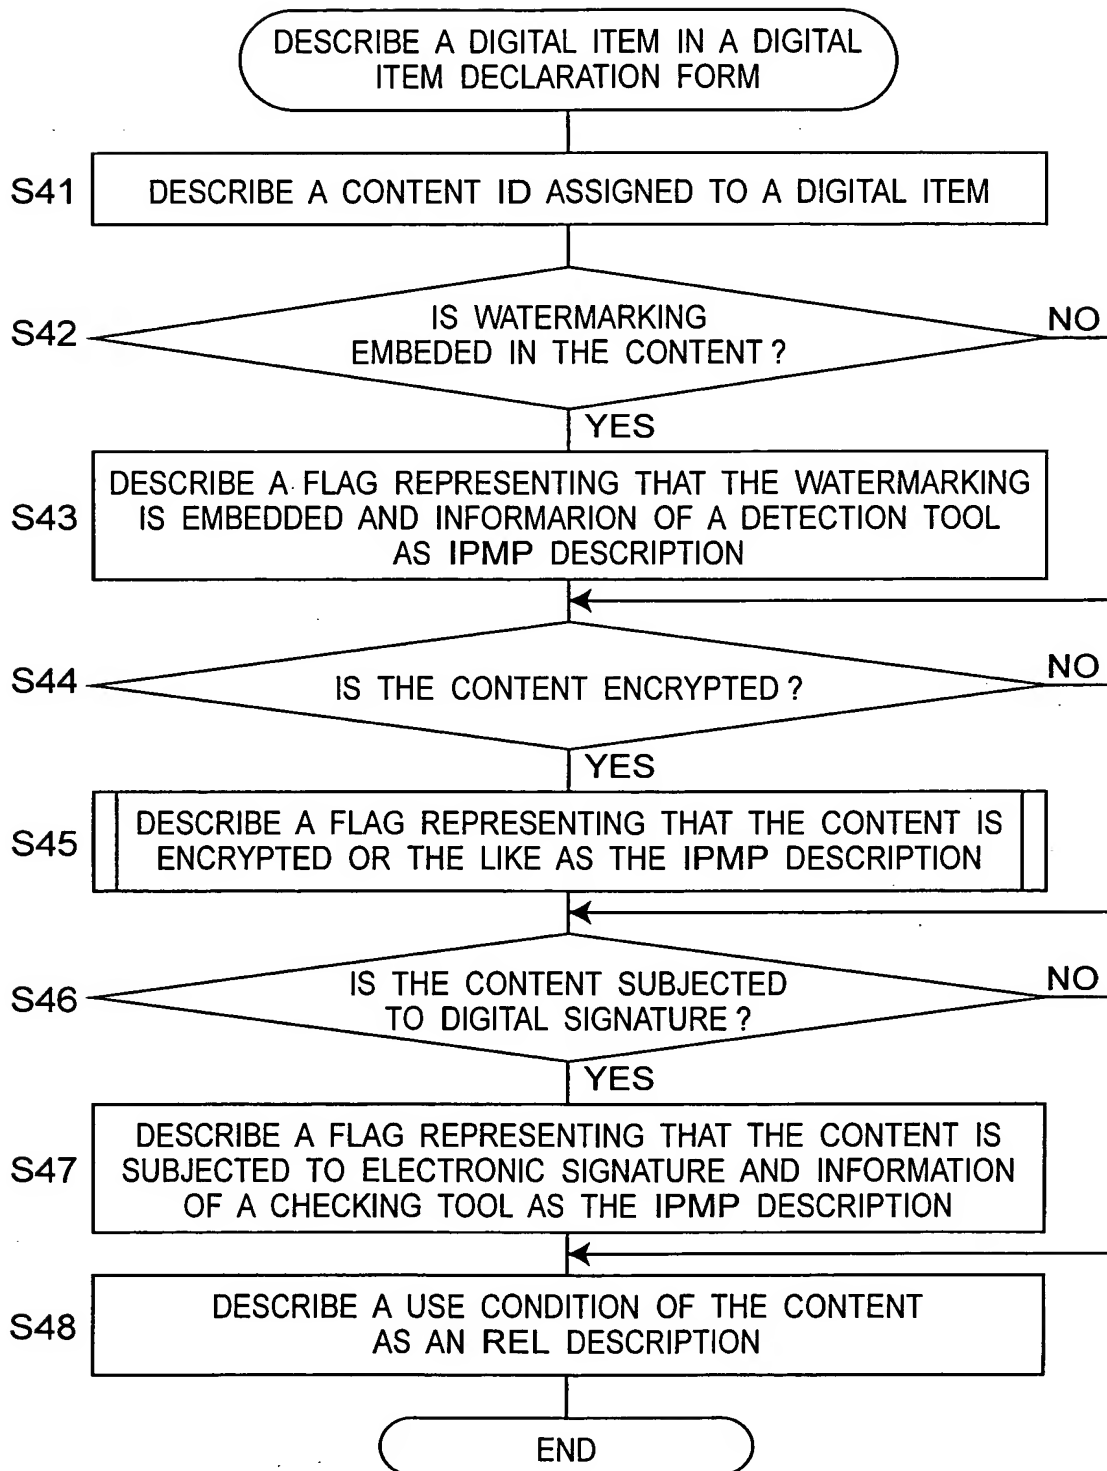 DESCRIBE A DIGITAL ITEM IN A DIGITAL
ITEM DECLARATION FORM
S41
DESCRIBE A CONTENT ID ASSIGNED TO A DIGITAL ITEM
S42
IS WATERMARKING
EMBEDED IN THE CONTENT ?
NO
YES
S43
DESCRIBE A FLAG REPRESENTING THAT THE WATERMARKING
IS EMBEDDED AND INFORMARION OF A DETECTION TOOL
AS IPMP DESCRIPTION
S44
IS THE CONTENT ENCRYPTED ?
NO
YES
S45
DESCRIBE A FLAG REPRESENTING THAT THE CONTENT IS
ENCRYPTED OR THE LIKE AS THE IPMP DESCRIPTION
S46
IS THE CONTENT SUBJECTED
TO DIGITAL SIGNATURE ?
NO
YES
S47
DESCRIBE A FLAG REPRESENTING THAT THE CONTENT IS
SUBJECTED TO ELECTRONIC SIGNATURE AND INFORMATION
OF A CHECKING TOOL AS THE IPMP DESCRIPTION
S48
DESCRIBE A USE CONDITION OF THE CONTENT
AS AN REL DESCRIPTION
END